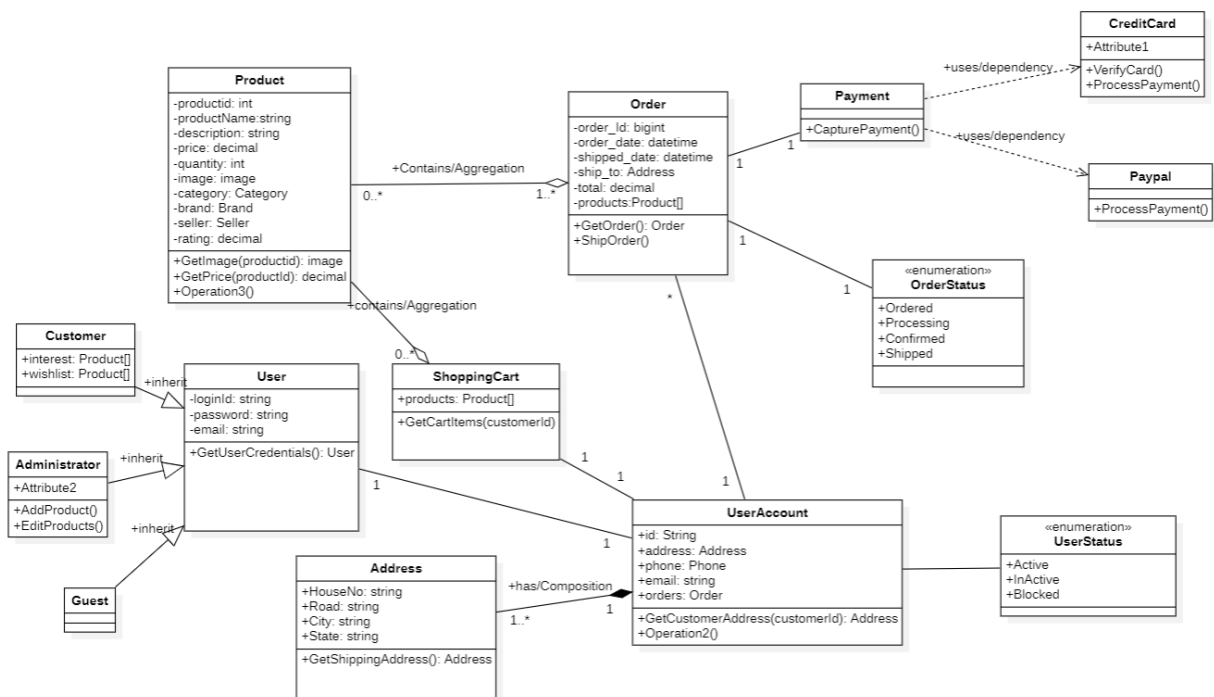 CreditCard
+Attribute1
+VerifyCard()
+ProcessPayment()
+uses/dependency
Product
-productid: int
-productName:string
-description: string
-price: decimal
-quantity: int
-image: image
-category: Category
-brand: Brand
-seller: Seller
-rating: decimal
+GetImage(productid): image
+GetPrice(productId): decimal
+Operation3()
+Contains/Aggregation
0..*
1..*
Order
-order_Id: bigint
-order_date: datetime
-shipped_date: datetime
-ship_to: Address
-total: decimal
-products:Product[]
+GetOrder(): Order
+ShipOrder()
1
1
Payment
+CapturePayment()
+uses/dependency
Paypal
+ProcessPayment()
1
1
«enumeration»
OrderStatus
+Ordered
+Processing
+Confirmed
+Shipped
*
1
+contains/Aggregation
0..*
Customer
+interest: Product[]
+wishlist: Product[]
+inherit
User
-loginId: string
-password: string
-email: string
+GetUserCredentials(): User
ShoppingCart
+products: Product[]
+GetCartItems(customerId)
1
1
Administrator
+Attribute2
+AddProduct()
+EditProducts()
+inherit
+inherit
Guest
1
1
UserAccount
+id: String
+address: Address
+phone: Phone
+email: string
+orders: Order
+GetCustomerAddress(customerId): Address
+Operation2()
«enumeration»
UserStatus
+Active
+InActive
+Blocked
Address
+HouseNo: string
+Road: string
+City: string
+State: string
+GetShippingAddress(): Address
+has/Composition
1..*
1